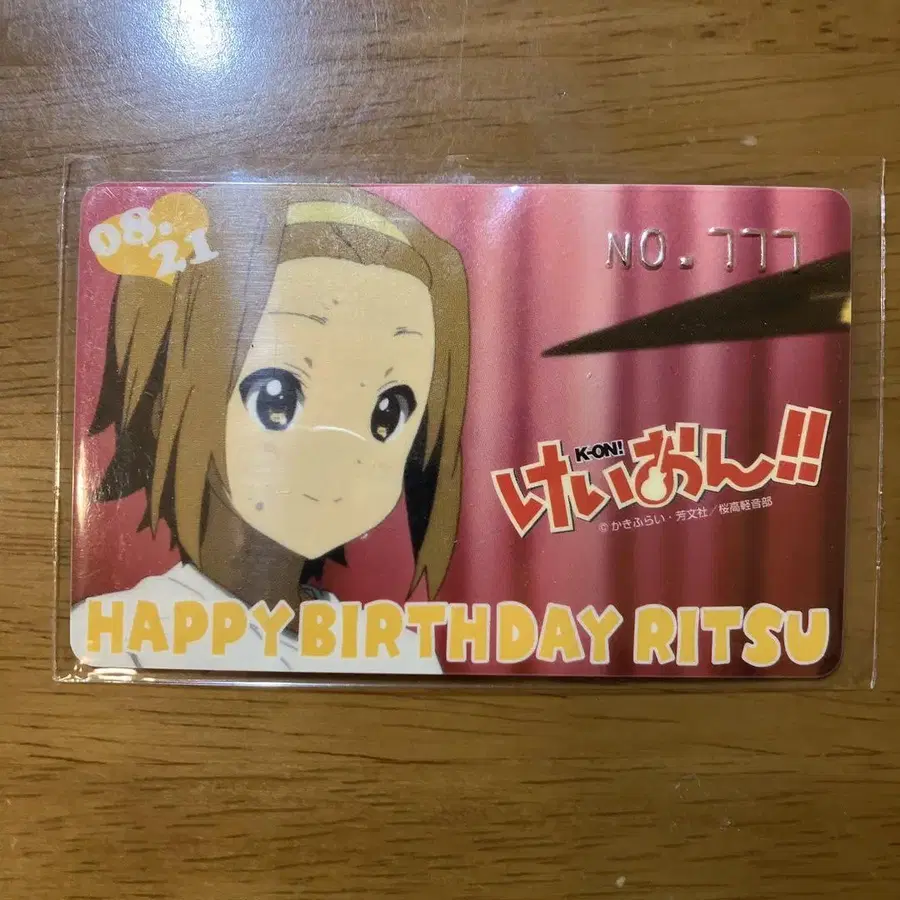 08.
21
NO.777
K-ON!
けいおん!!
© かきふらい・芳文社／桜高軽音部
HAPPY BIRTHDAY RITSU